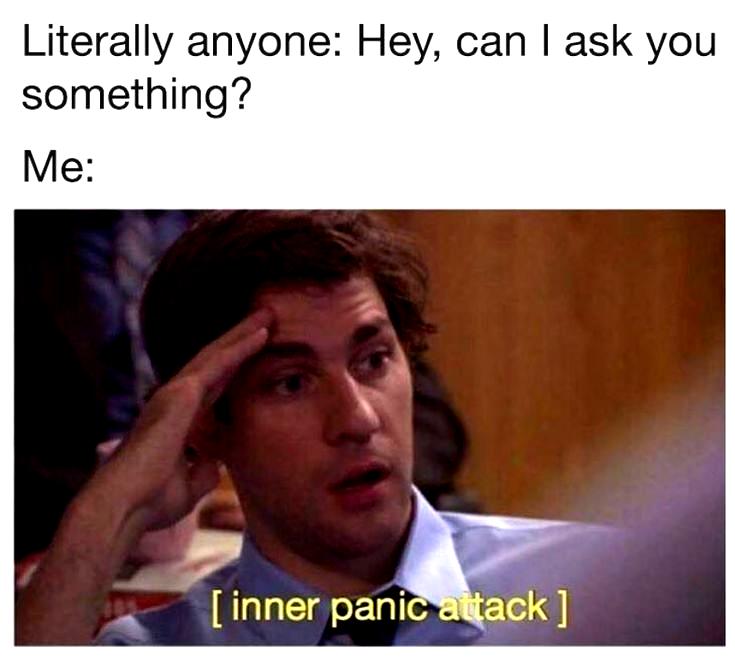 Literally anyone: Hey, can I ask you
something?
Me:
[ inner panic attack ]